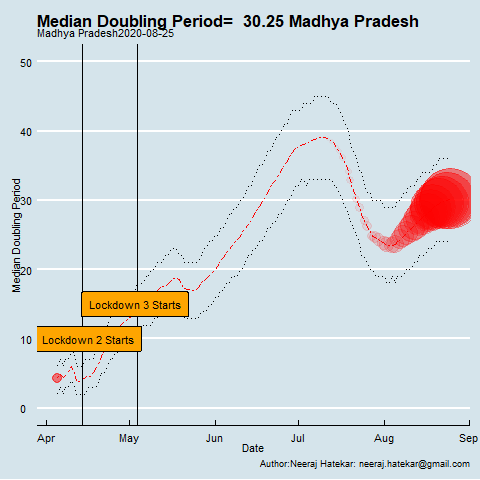 Median Doubling Period=  30.25 Madhya Pradesh
Madhya Pradesh2020-08-25
Median Doubling Period
50
40
30
20
10
0
Lockdown 3 Starts
Lockdown 2 Starts
Apr May Jun Jul Aug Sep
Date
Author:Neeraj Hatekar: neeraj.hatekar@gmail.com